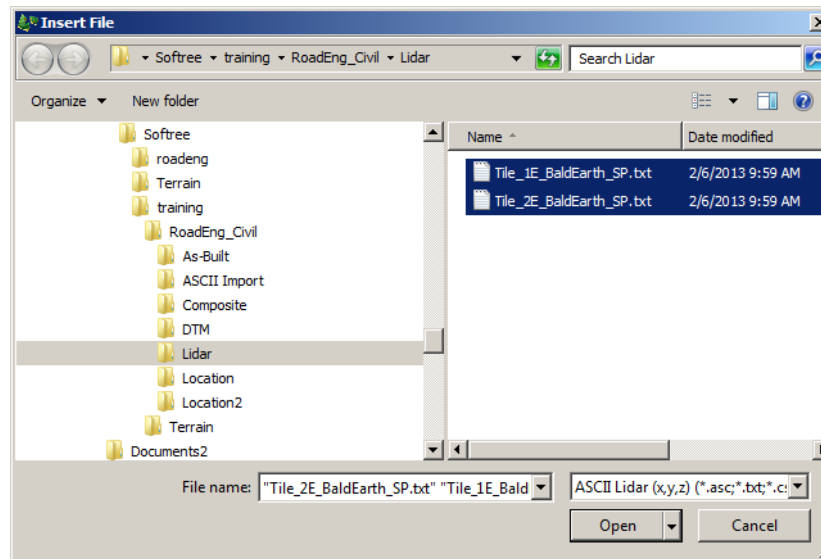 Insert File
Softree training RoadEng_Civil Lidar
Search Lidar
Organize New folder
Softree
roadeng
Terrain
training
RoadEng_Civil
As-Built
ASCII Import
Composite
DTM
Lidar
Location
Location2
Terrain
Documents2
Name Date modified
Tile_1E_BaldEarth_SP.txt 2/6/2013 9:59 AM
Tile_2E_BaldEarth_SP.txt 2/6/2013 9:59 AM
File name: "Tile_2E_BaldEarth_SP.txt" "Tile_1E_Bald
ASCII Lidar (x,y,z) (*.asc;*.txt;*.c
Open Cancel